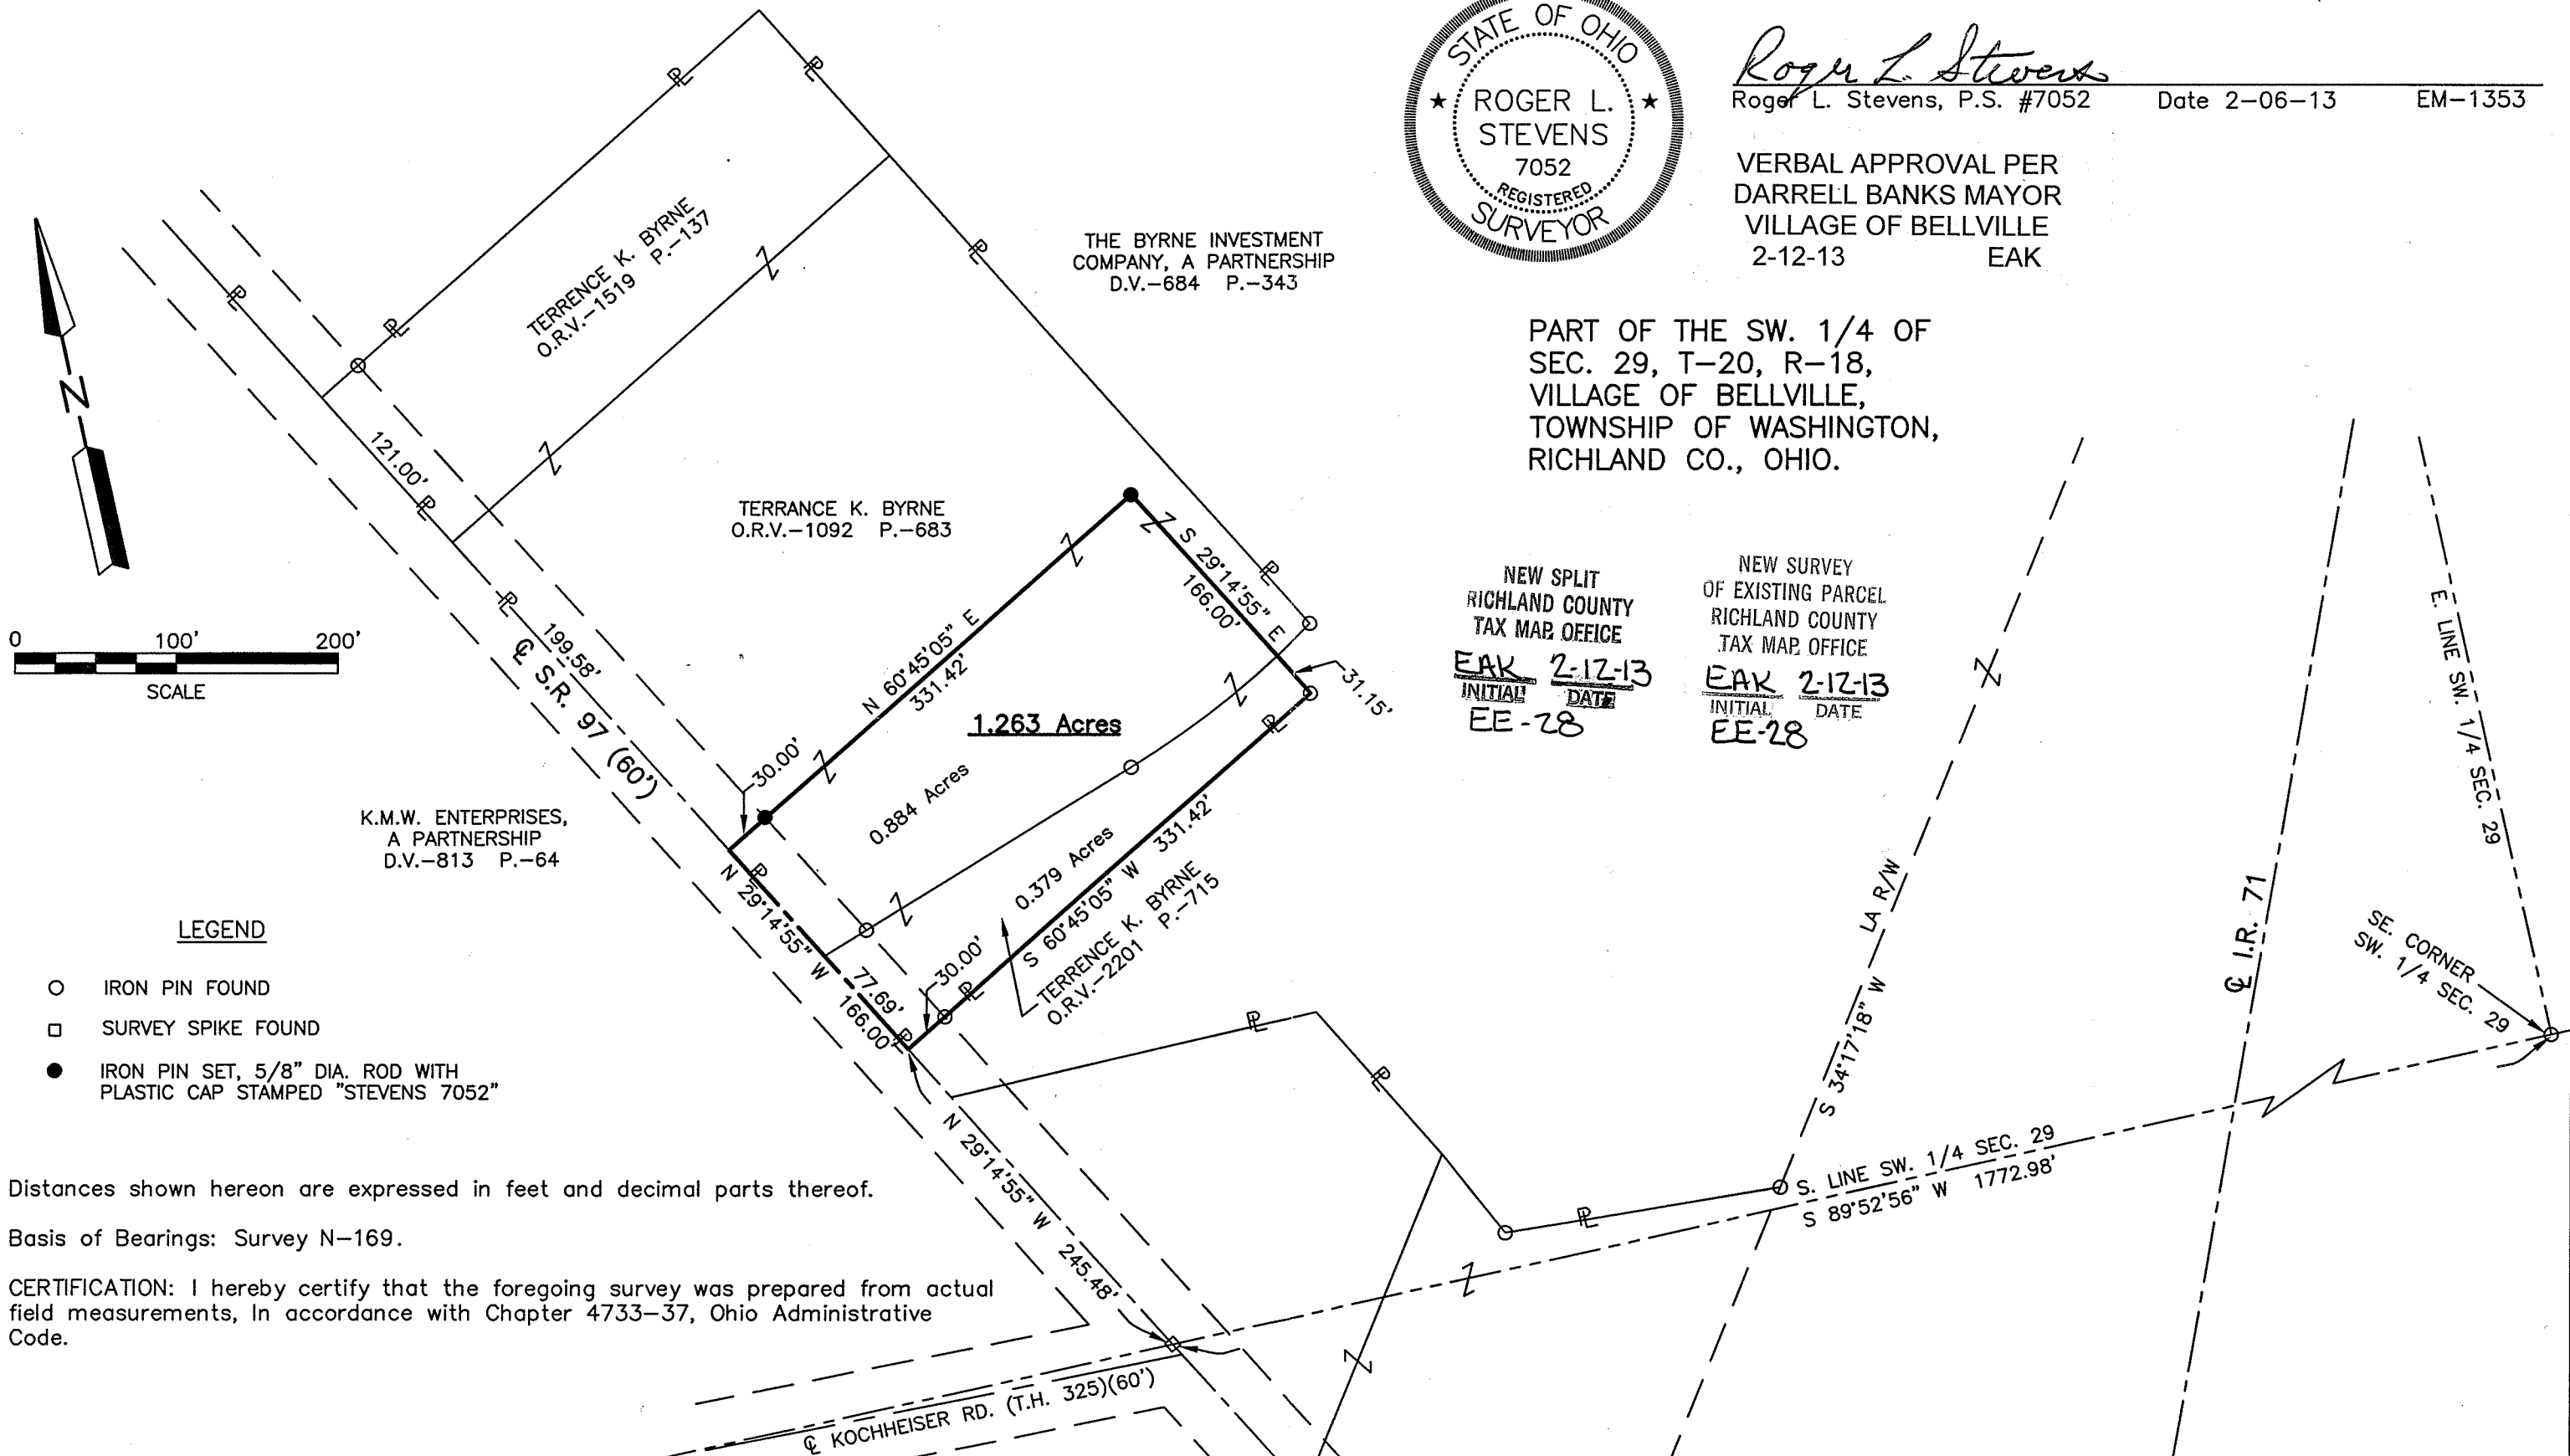 STATE OF OHIO
ROGER L.
STEVENS
7052
REGISTERED
SURVEYOR
Roger L. Stevens
Roger L. Stevens, P.S. #7052 Date 2-06-13 EM-1353
VERBAL APPROVAL PER
DARRELL BANKS MAYOR
VILLAGE OF BELLVILLE
2-12-13 EAK
PART OF THE SW. 1/4 OF
SEC. 29, T-20, R-18,
VILLAGE OF BELLVILLE,
TOWNSHIP OF WASHINGTON,
RICHLAND CO., OHIO.
THE BYRNE INVESTMENT
COMPANY, A PARTNERSHIP
D.V.-684 P.-343
TERRENCE K. BYRNE
O.R.V.-1519 P.-137
N
121.00'
TERRANCE K. BYRNE
O.R.V.-1092 P.-683
NEW SPLIT
RICHLAND COUNTY
TAX MAP OFFICE
EAK 2-12-13
INITIAL DATE
EE-28
NEW SURVEY
OF EXISTING PARCEL
RICHLAND COUNTY
TAX MAP OFFICE
EAK 2-12-13
INITIAL DATE
EE-28
0 100' 200'
SCALE
199.58'
℄ S.R. 97 (60')
N 60°45'05" E
331.42'
S 29°14'55" E
166.00'
31.15'
1.263 Acres
30.00'
0.884 Acres
0.379 Acres
S 60°45'05" W 331.42'
TERRENCE K. BYRNE
O.R.V.-2201 P.-715
30.00'
N 29°14'55" W 166.00'
77.69'
K.M.W. ENTERPRISES,
A PARTNERSHIP
D.V.-813 P.-64
LEGEND
IRON PIN FOUND
SURVEY SPIKE FOUND
IRON PIN SET, 5/8" DIA. ROD WITH
PLASTIC CAP STAMPED "STEVENS 7052"
N 29°14'55" W 245.48'
LA R/W
S 34°17'18" W
℄ I.R. 71
E. LINE SW. 1/4 SEC. 29
SE. CORNER
SW. 1/4 SEC. 29
S. LINE SW. 1/4 SEC. 29
S 89°52'56" W 1772.98'
℄ KOCHHEISER RD. (T.H. 325)(60')
Distances shown hereon are expressed in feet and decimal parts thereof.
Basis of Bearings: Survey N-169.
CERTIFICATION: I hereby certify that the foregoing survey was prepared from actual
field measurements, In accordance with Chapter 4733-37, Ohio Administrative
Code.